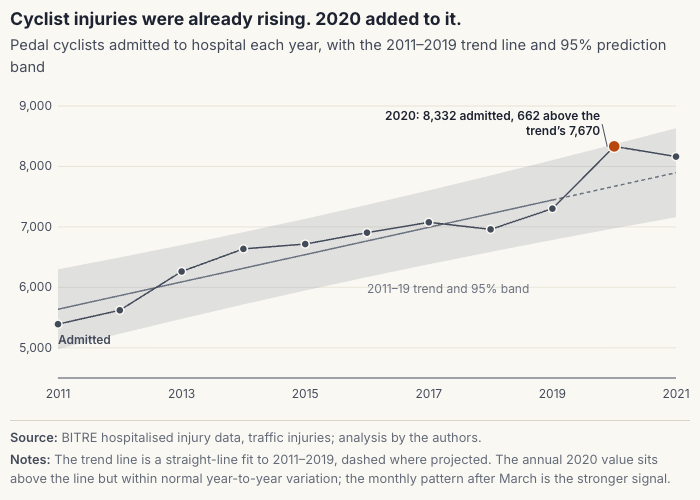 Cyclist injuries were already rising. 2020 added to it.
Pedal cyclists admitted to hospital each year, with the 2011–2019 trend line and 95% prediction
band
9,000
2020: 8,332 admitted, 662 above the
trend’s 7,670
8,000
7,000
6,000
2011–19 trend and 95% band
Admitted
5,000
2011 2013 2015 2017 2019 2021
Source: BITRE hospitalised injury data, traffic injuries; analysis by the authors.
Notes: The trend line is a straight-line fit to 2011–2019, dashed where projected. The annual 2020 value sits
above the line but within normal year-to-year variation; the monthly pattern after March is the stronger signal.